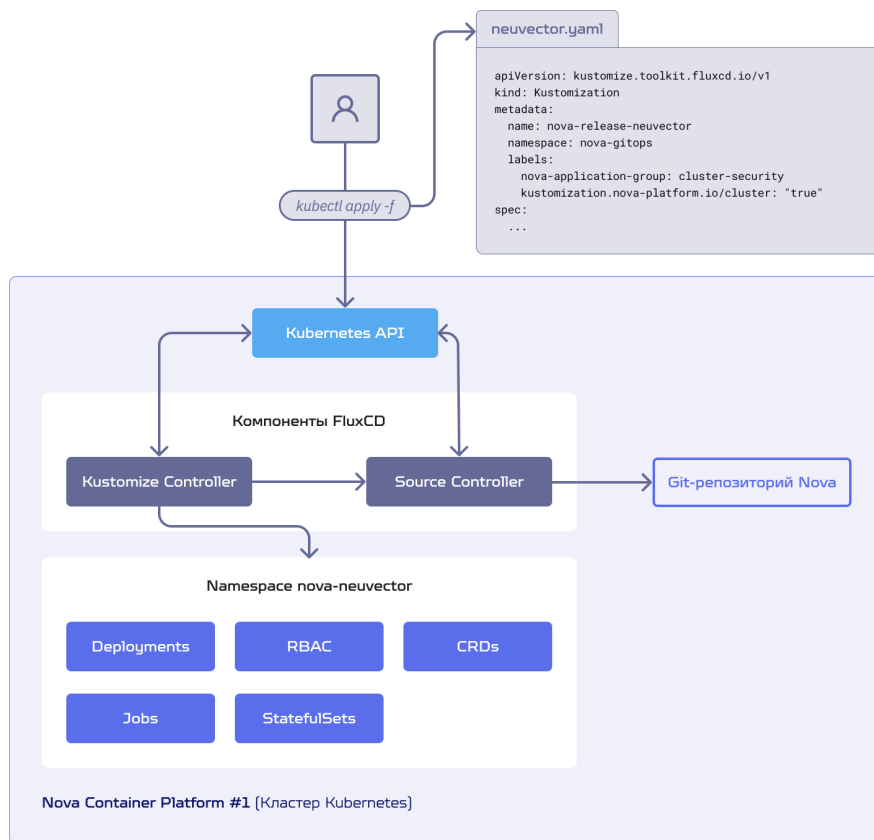 neuvector.yaml
apiVersion: kustomize.toolkit.fluxcd.io/v1
kind: Kustomization
metadata:
  name: nova-release-neuvector
  namespace: nova-gitops
  labels:
    nova-application-group: cluster-security
    kustomization.nova-platform.io/cluster: "true"
spec:
  ...
kubectl apply -f
Kubernetes API
Компоненты FluxCD
Kustomize Controller
Source Controller
Git-репозиторий Nova
Namespace nova-neuvector
Deployments
RBAC
CRDs
Jobs
StatefulSets
Nova Container Platform #1 (Кластер Kubernetes)